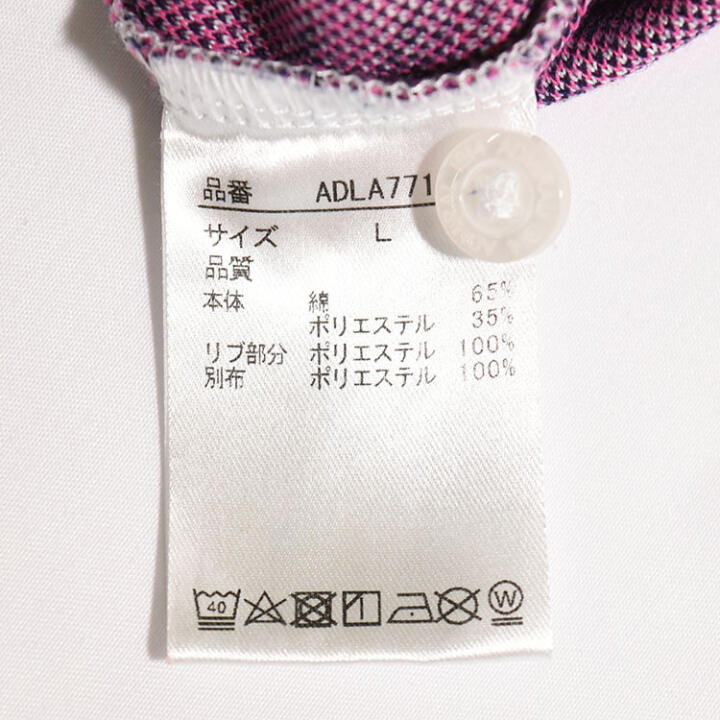 品番 ADLA771
サイズ L
品質
本体 綿 65%
ポリエステル 35%
リブ部分 ポリエステル 100%
別布 ポリエステル 100%
40 1 W